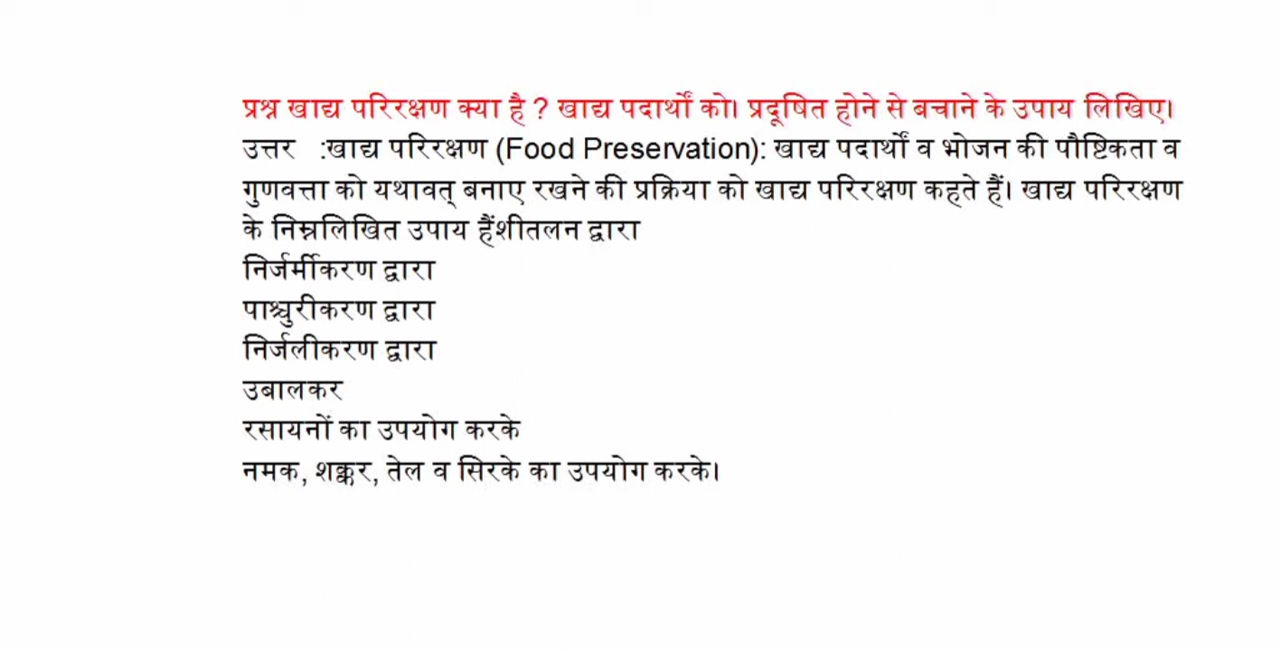 प्रश्न खाद्य परिरक्षण क्या है ? खाद्य पदार्थों को। प्रदूषित होने से बचाने के उपाय लिखिए।
उत्तर :खाद्य परिरक्षण (Food Preservation): खाद्य पदार्थों व भोजन की पौष्टिकता व
गुणवत्ता को यथावत् बनाए रखने की प्रक्रिया को खाद्य परिरक्षण कहते हैं। खाद्य परिरक्षण
के निम्नलिखित उपाय हैंशीतलन द्वारा
निर्जर्मीकरण द्वारा
पाश्चुरीकरण द्वारा
निर्जलीकरण द्वारा
उबालकर
रसायनों का उपयोग करके
नमक, शक्कर, तेल व सिरके का उपयोग करके।